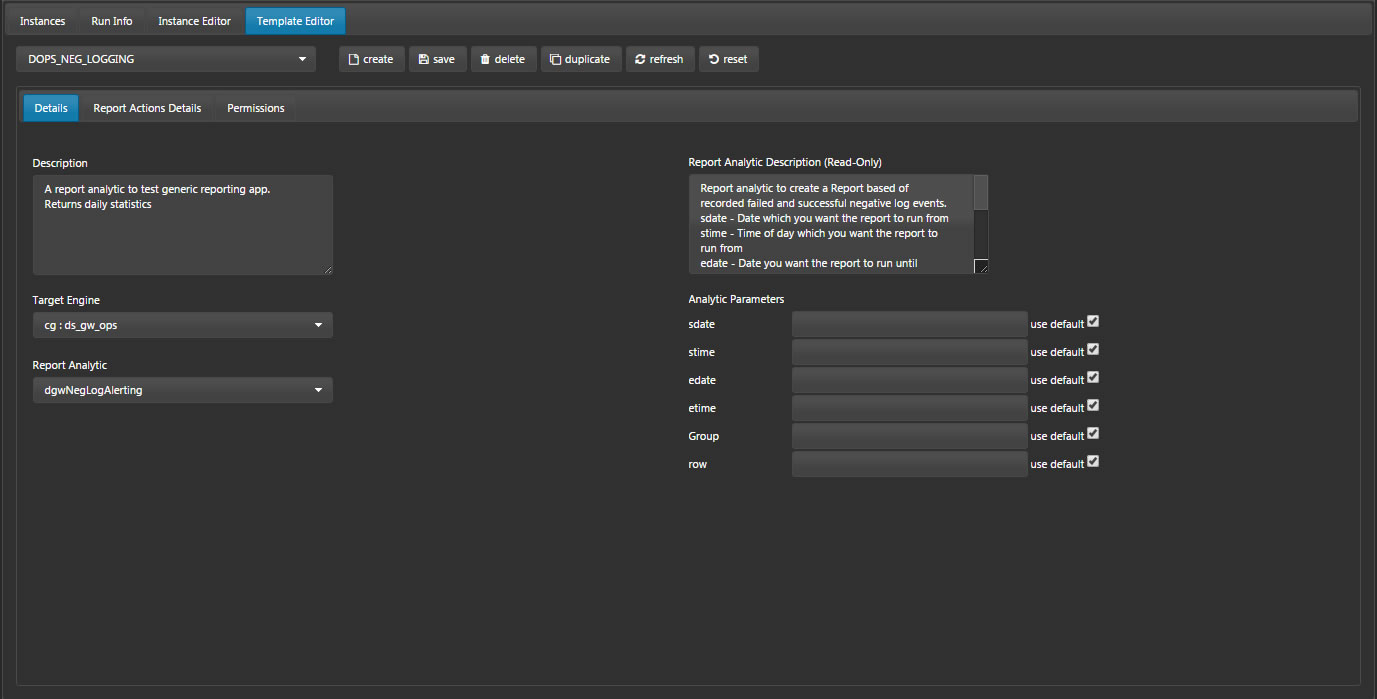 Instances Run Info Instance Editor Template Editor
DOPS_NEG_LOGGING create save delete duplicate refresh reset
Details Report Actions Details Permissions
Description
A report analytic to test generic reporting app.
Returns daily statistics
Target Engine
cg : ds_gw_ops
Report Analytic
dgwNegLogAlerting
Report Analytic Description (Read-Only)
Report analytic to create a Report based of
recorded failed and successful negative log events.
sdate - Date which you want the report to run from
stime - Time of day which you want the report to
run from
edate - Date you want the report to run until
Analytic Parameters
sdate use default
stime use default
edate use default
etime use default
Group use default
row use default